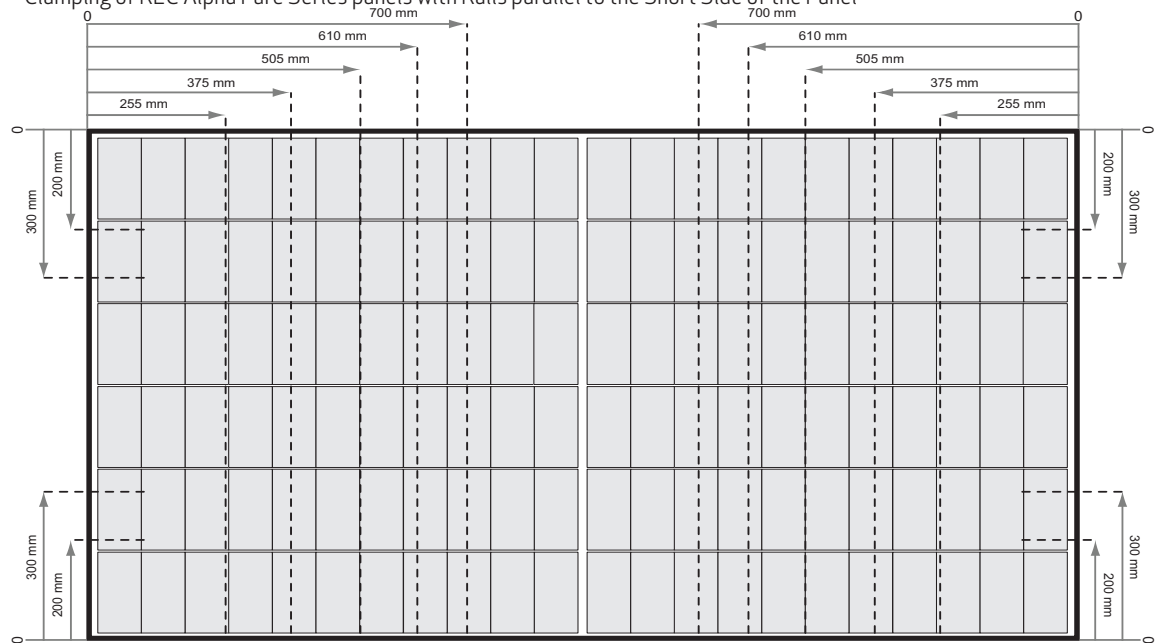 Clamping of REC Alpha Pure Series panels with Rails parallel to the Short Side of the Panel
0 700 mm 700 mm 0
610 mm 610 mm
505 mm 505 mm
375 mm 375 mm
255 mm 255 mm
0 0
200 mm 200 mm
300 mm 300 mm
300 mm 300 mm
200 mm 200 mm
0 0